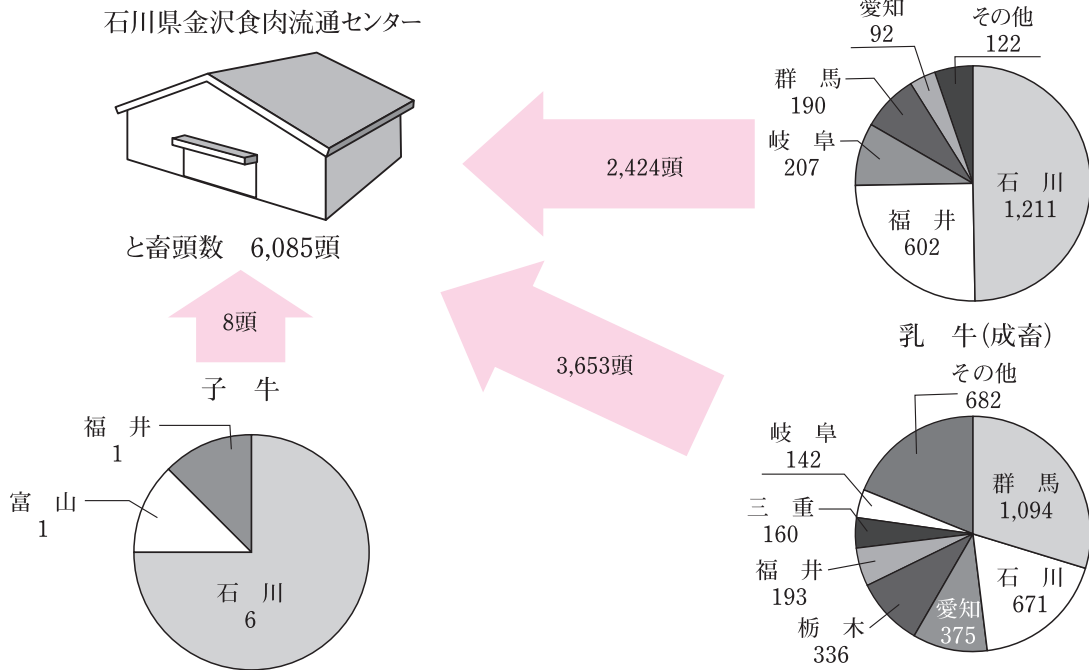 石川県金沢食肉流通センター
と畜頭数　6,085頭
2,424頭
愛知
92
その他
122
群　馬
190
岐　阜
207
石　川
1,211
福　井
602
3,653頭
乳　牛(成畜)
その他
682
岐　阜
142
三　重
160
福　井
193
栃　木
336
愛知
375
石　川
671
群　馬
1,094
8頭
子　牛
福　井
1
富　山
1
石　川
6